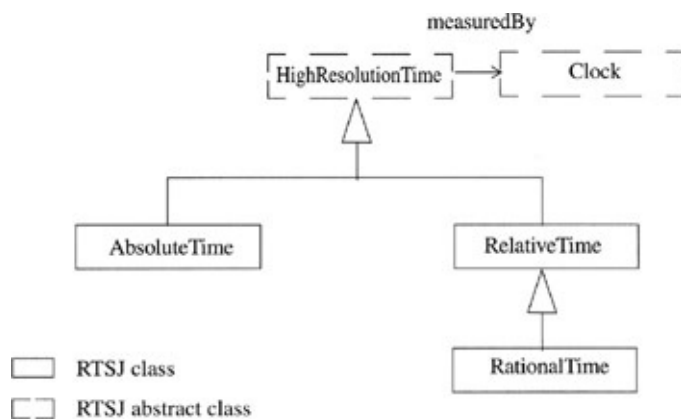 measuredBy
HighResolutionTime
Clock
AbsoluteTime
RelativeTime
RationalTime
RTSJ class
RTSJ abstract class